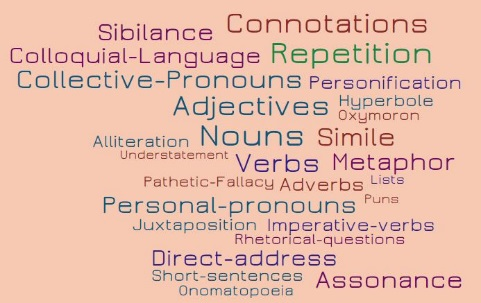 Sibilance Connotations
Colloquial-Language Repetition
Collective-Pronouns Personification
Adjectives Hyperbole
Oxymoron
Alliteration Nouns Simile
Understatement Verbs Metaphor
Pathetic-Fallacy Adverbs Lists
Personal-pronouns Puns
Juxtaposition Imperative-verbs
Rhetorical-questions
Direct-address
Short-sentences Assonance
Onomatopoeia